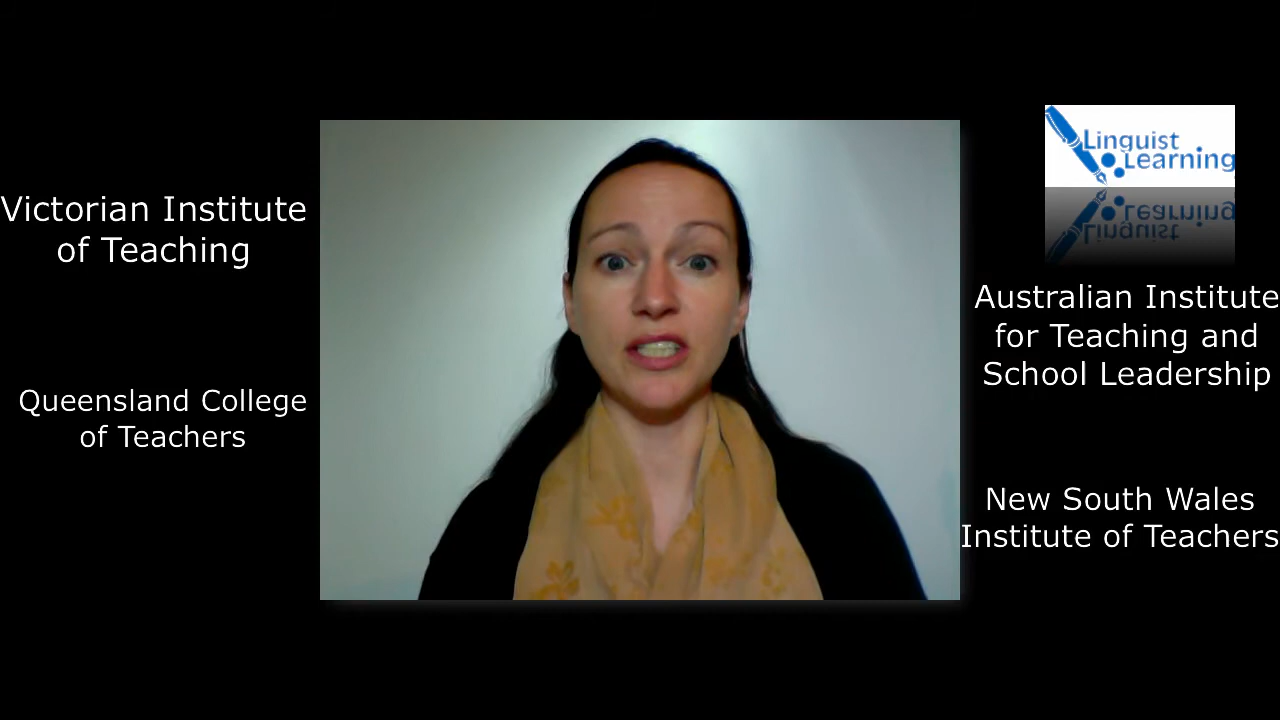 Victorian Institute
of Teaching
Queensland College
of Teachers
Linguist
Learning
Australian Institute
for Teaching and
School Leadership
New South Wales
Institute of Teachers